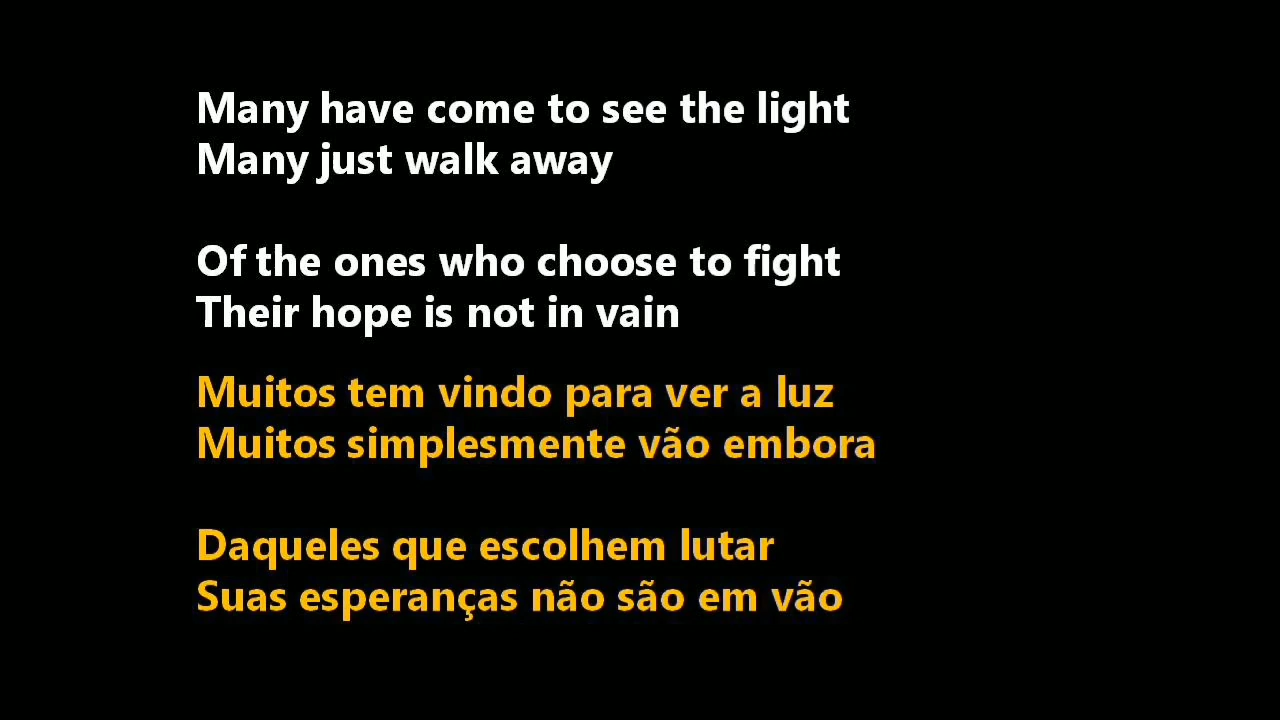 Many have come to see the light
Many just walk away
Of the ones who choose to fight
Their hope is not in vain
Muitos tem vindo para ver a luz
Muitos simplesmente vão embora
Daqueles que escolhem lutar
Suas esperanças não são em vão